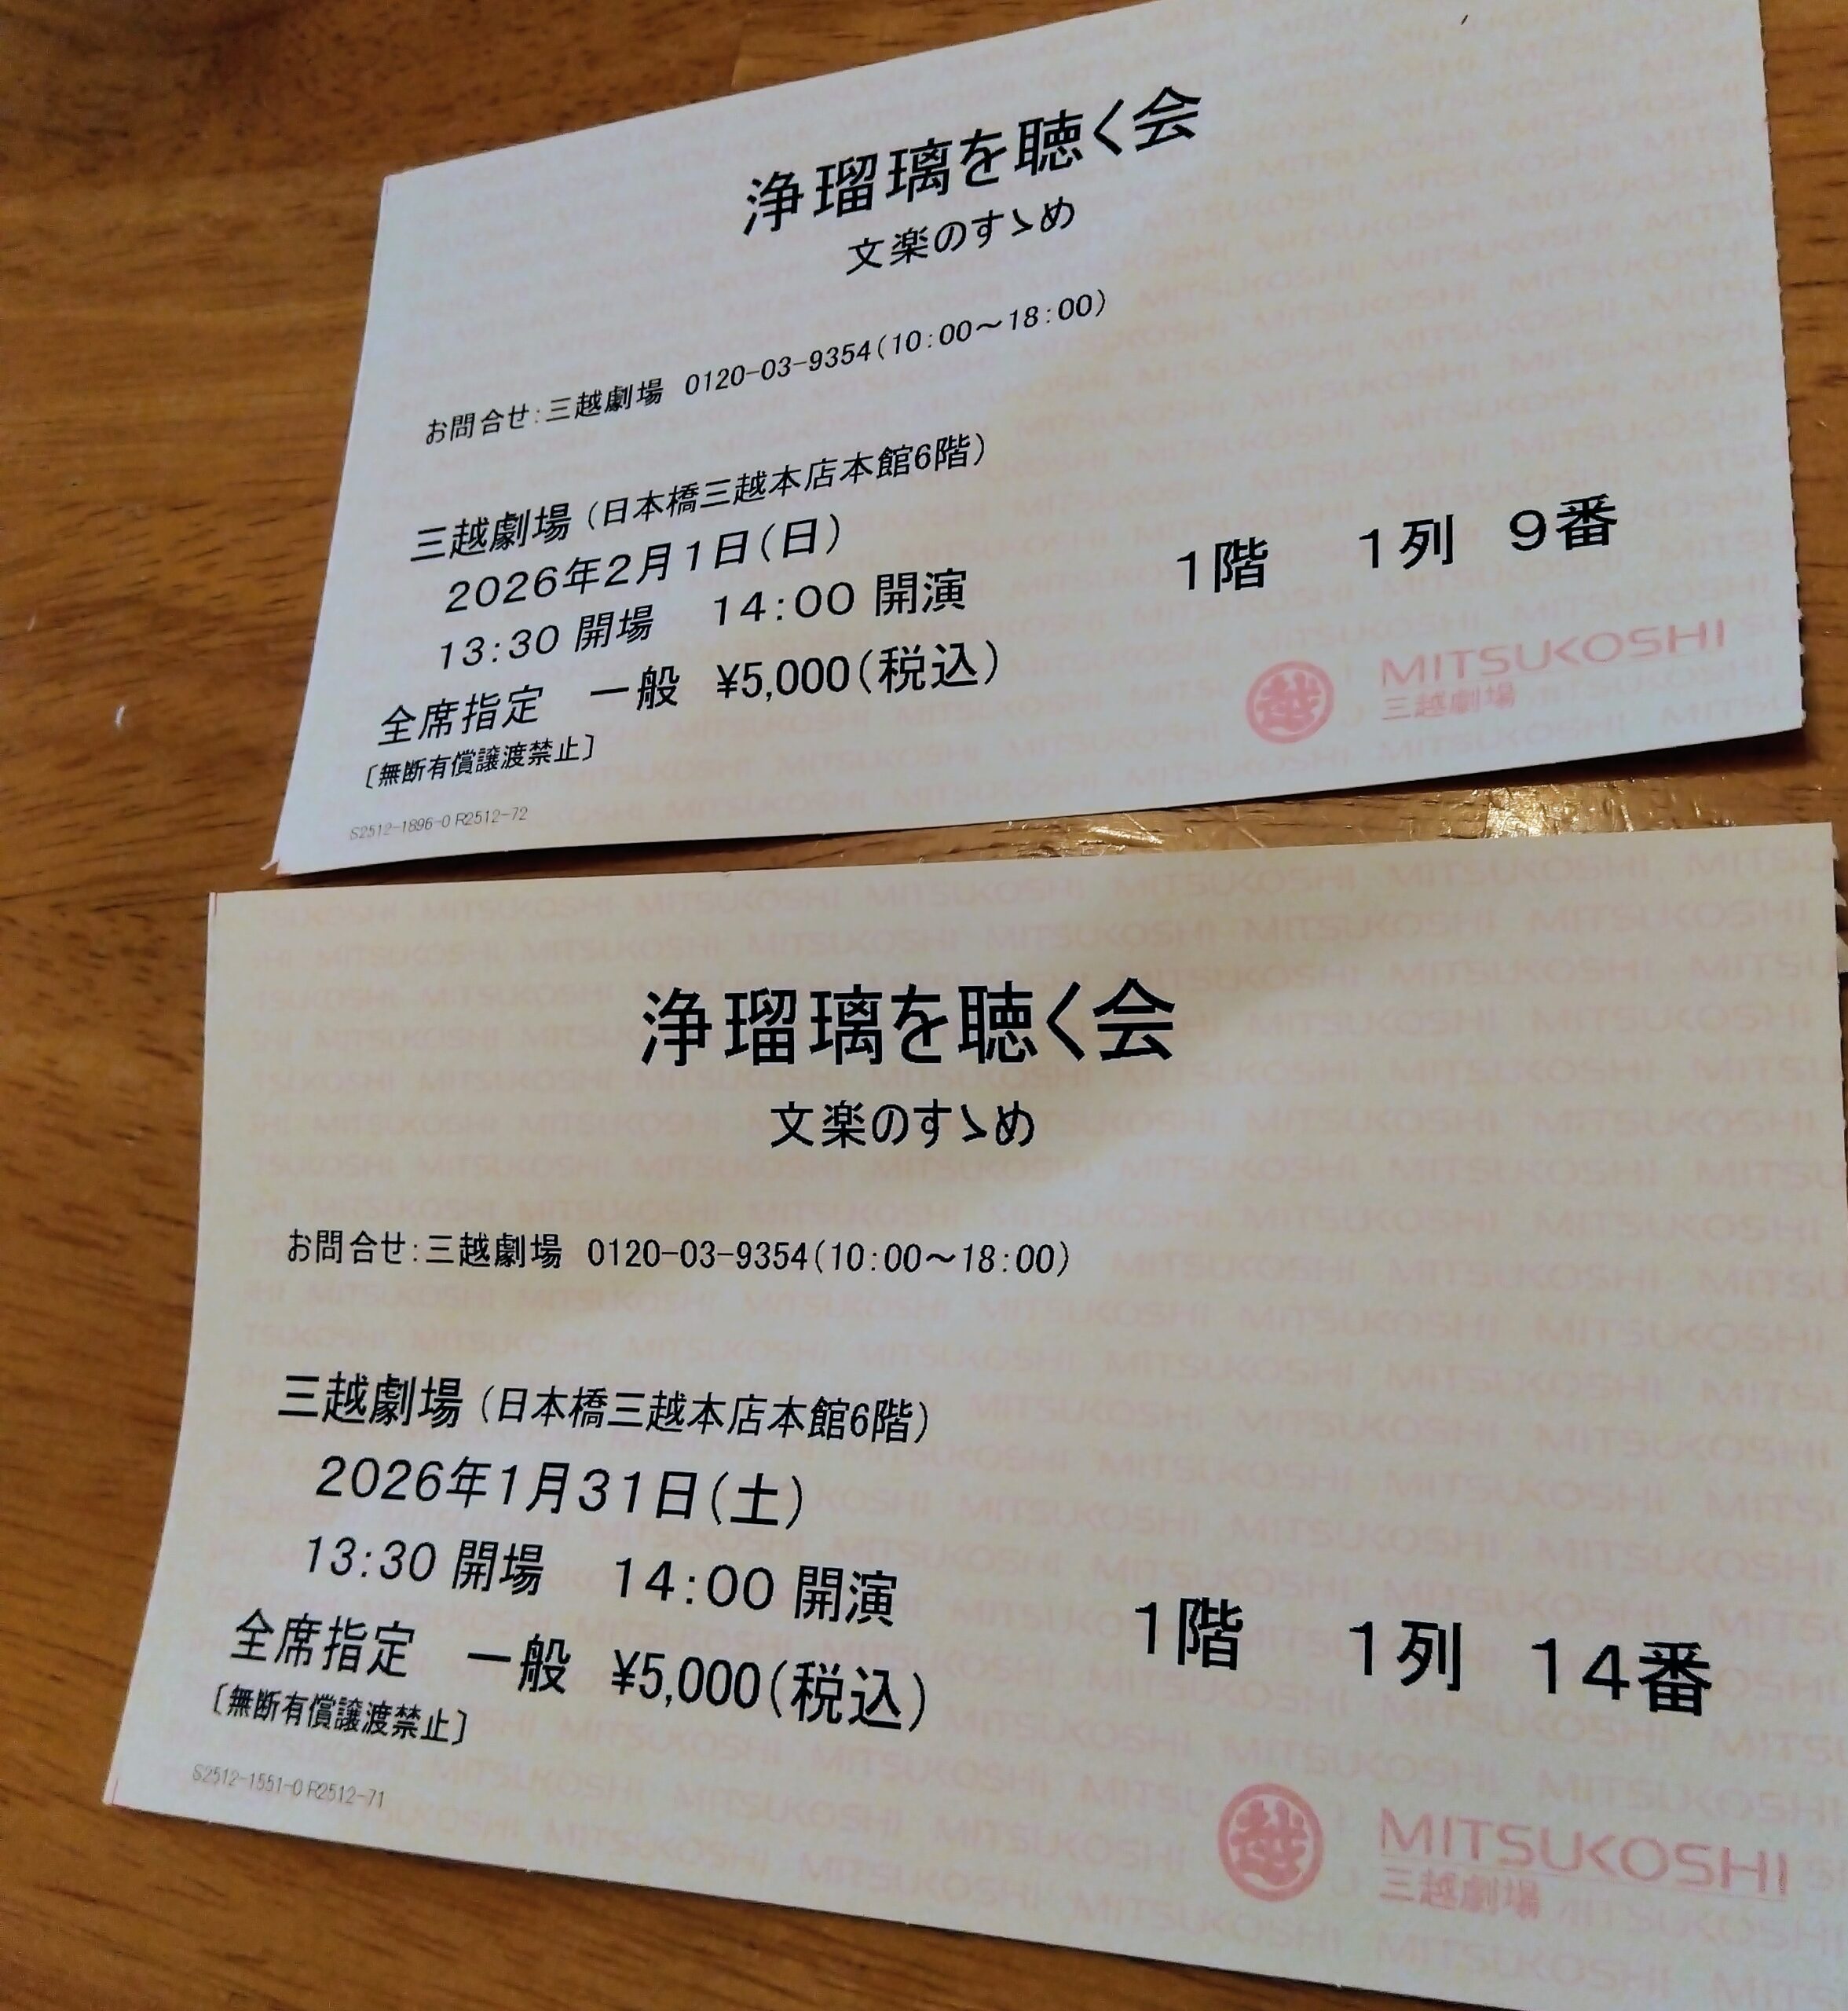 浄瑠璃を聴く会
文楽のすゝめ
お問合せ:三越劇場 0120-03-9354(10:00～18:00)
三越劇場(日本橋三越本店本館6階)
2026年2月1日(日)
13:30 開場 14:00 開演
1階 1列 9番
全席指定 一般 ¥5,000(税込)
〔無断有償譲渡禁止〕
越 MITSUKOSHI
三越劇場
S2512-1896-0 R2512-72
浄瑠璃を聴く会
文楽のすゝめ
お問合せ:三越劇場 0120-03-9354(10:00～18:00)
三越劇場(日本橋三越本店本館6階)
2026年1月31日(土)
13:30 開場 14:00 開演
1階 1列 14番
全席指定 一般 ¥5,000(税込)
〔無断有償譲渡禁止〕
S2512-1551-0 R2512-71
越 MITSUKOSHI
三越劇場